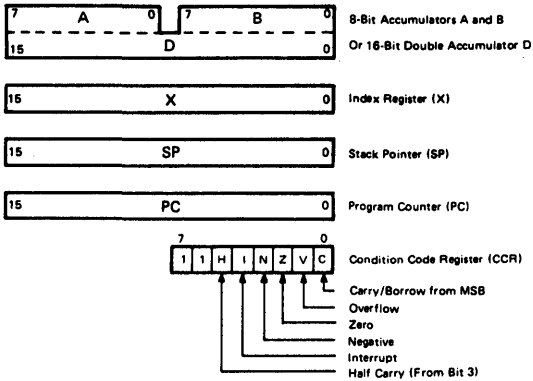 7 A 0 7 B 0 8-Bit Accumulators A and B
15 D 0 Or 16-Bit Double Accumulator D
15 X 0 Index Register (X)
15 SP 0 Stack Pointer (SP)
15 PC 0 Program Counter (PC)
7 0
1 1 H I N Z V C Condition Code Register (CCR)
Carry/Borrow from MSB
Overflow
Zero
Negative
Interrupt
Half Carry (From Bit 3)